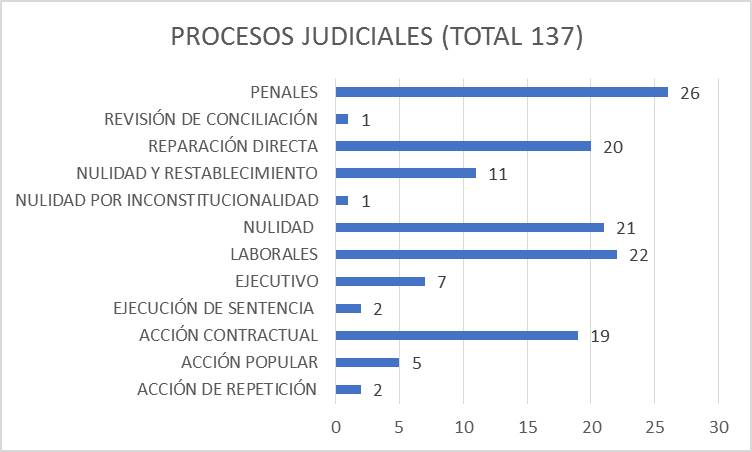 PROCESOS JUDICIALES (TOTAL 137)
PENALES 26
REVISIÓN DE CONCILIACIÓN 1
REPARACIÓN DIRECTA 20
NULIDAD Y RESTABLECIMIENTO 11
NULIDAD POR INCONSTITUCIONALIDAD 1
NULIDAD 21
LABORALES 22
EJECUTIVO 7
EJECUCIÓN DE SENTENCIA 2
ACCIÓN CONTRACTUAL 19
ACCIÓN POPULAR 5
ACCIÓN DE REPETICIÓN 2
0 5 10 15 20 25 30